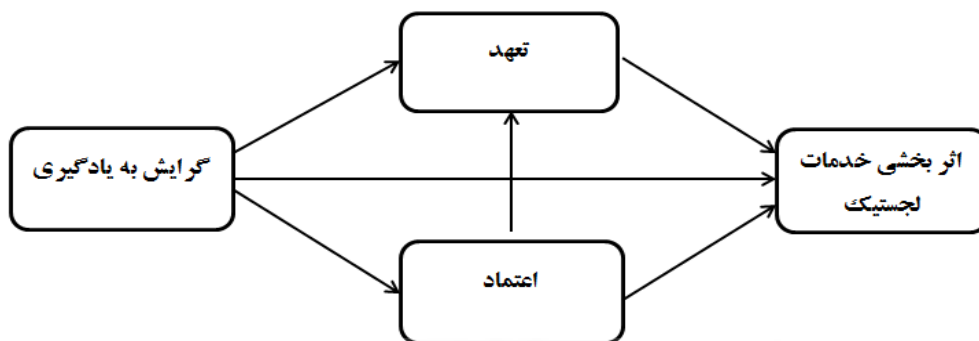 تعهد
گرایش به یادگیری
اثر بخشی خدمات
لجستیک
اعتماد